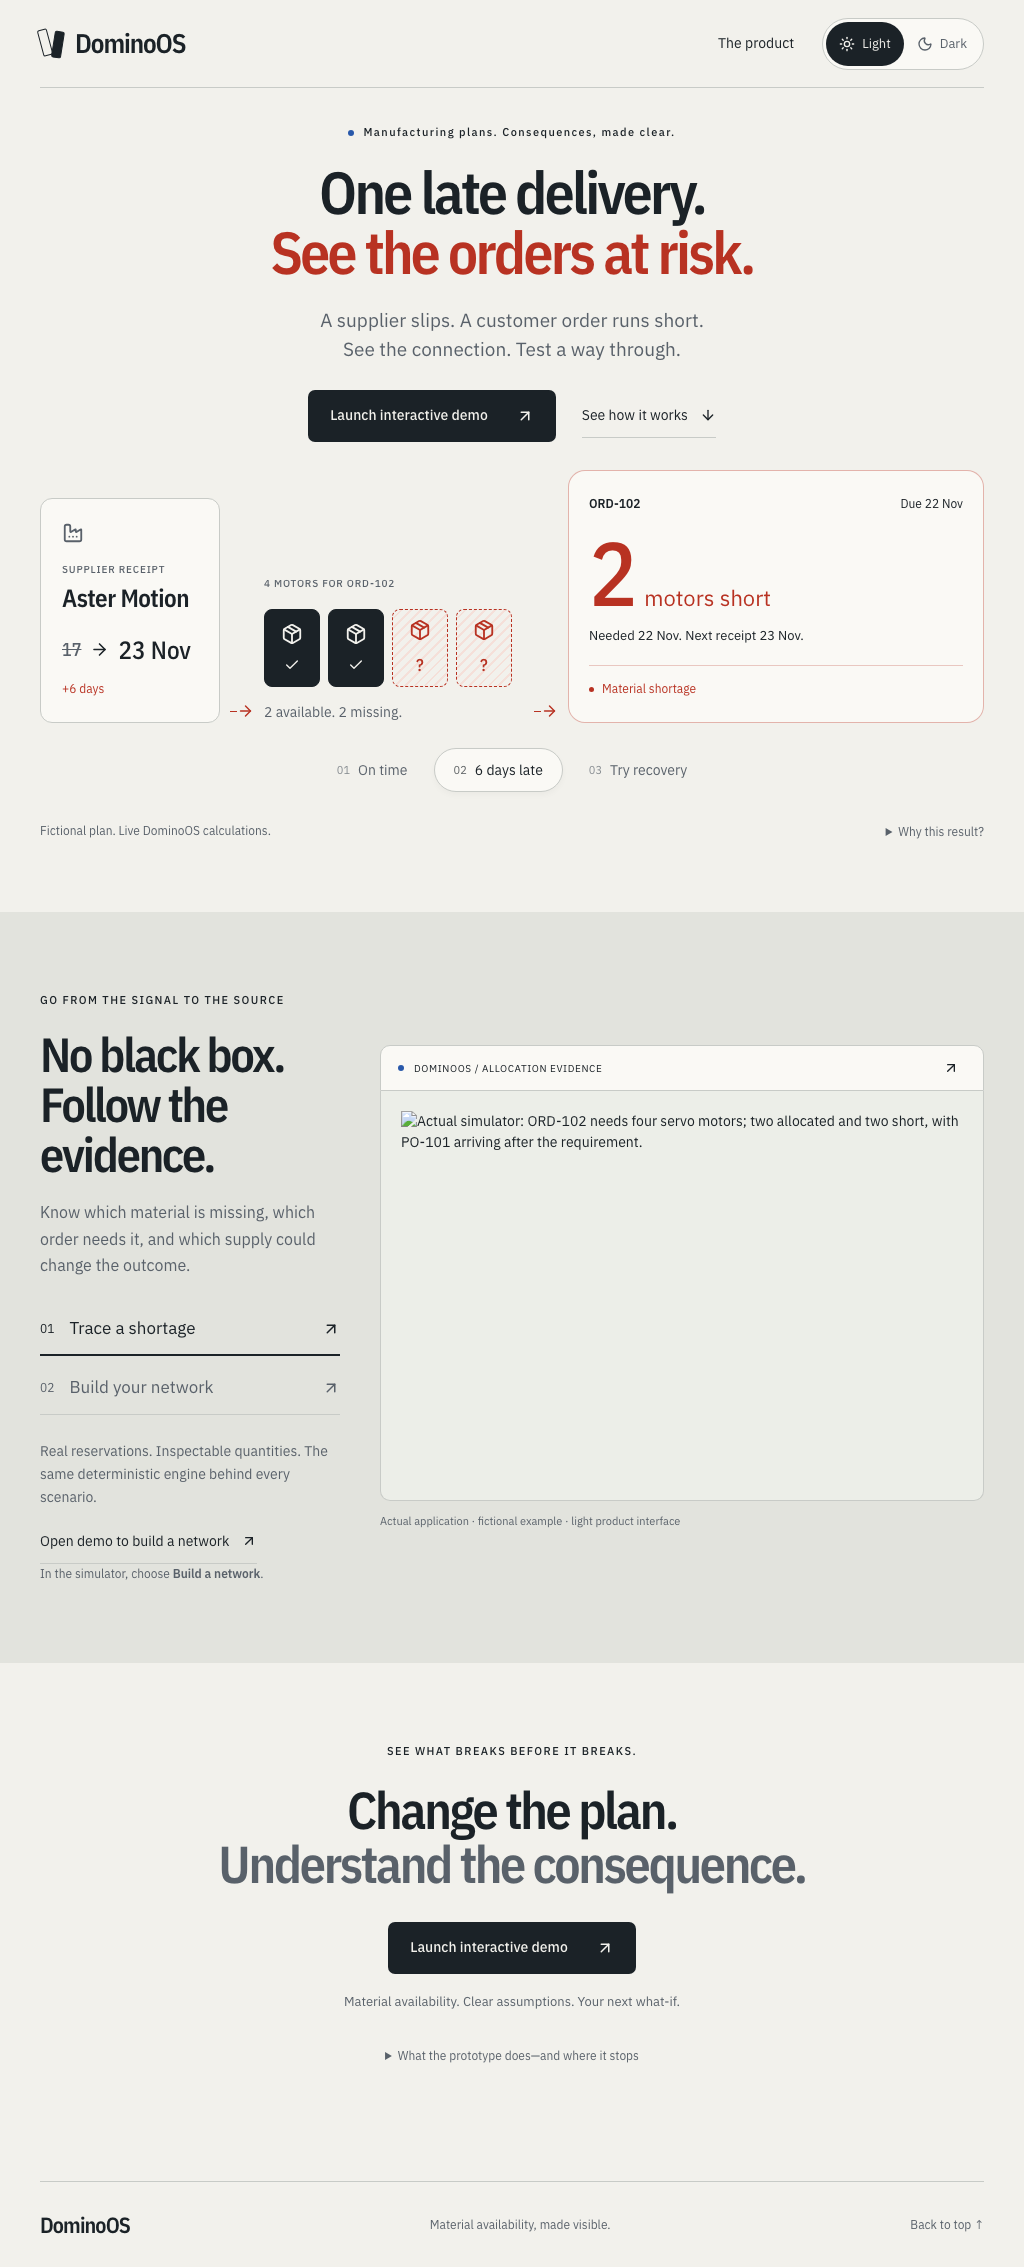 DominoOS
The product
Light
Dark
Manufacturing plans. Consequences, made clear.
One late delivery.
See the orders at risk.
A supplier slips. A customer order runs short.
See the connection. Test a way through.
Launch interactive demo
See how it works ↓
SUPPLIER RECEIPT
Aster Motion
17 → 23 Nov
+6 days
4 MOTORS FOR ORD-102
? ?
2 available. 2 missing.
ORD-102
Due 22 Nov
2 motors short
Needed 22 Nov. Next receipt 23 Nov.
Material shortage
01 On time
02 6 days late
03 Try recovery
Fictional plan. Live DominoOS calculations.
▶ Why this result?
GO FROM THE SIGNAL TO THE SOURCE
No black box.
Follow the
evidence.
Know which material is missing, which
order needs it, and which supply could
change the outcome.
01 Trace a shortage
02 Build your network
Real reservations. Inspectable quantities. The
same deterministic engine behind every
scenario.
Open demo to build a network
In the simulator, choose Build a network.
DOMINOOS / ALLOCATION EVIDENCE
Actual simulator: ORD-102 needs four servo motors; two allocated and two short, with
PO-101 arriving after the requirement.
Actual application · fictional example · light product interface
SEE WHAT BREAKS BEFORE IT BREAKS.
Change the plan.
Understand the consequence.
Launch interactive demo
Material availability. Clear assumptions. Your next what-if.
▶ What the prototype does—and where it stops
DominoOS
Material availability, made visible.
Back to top ↑